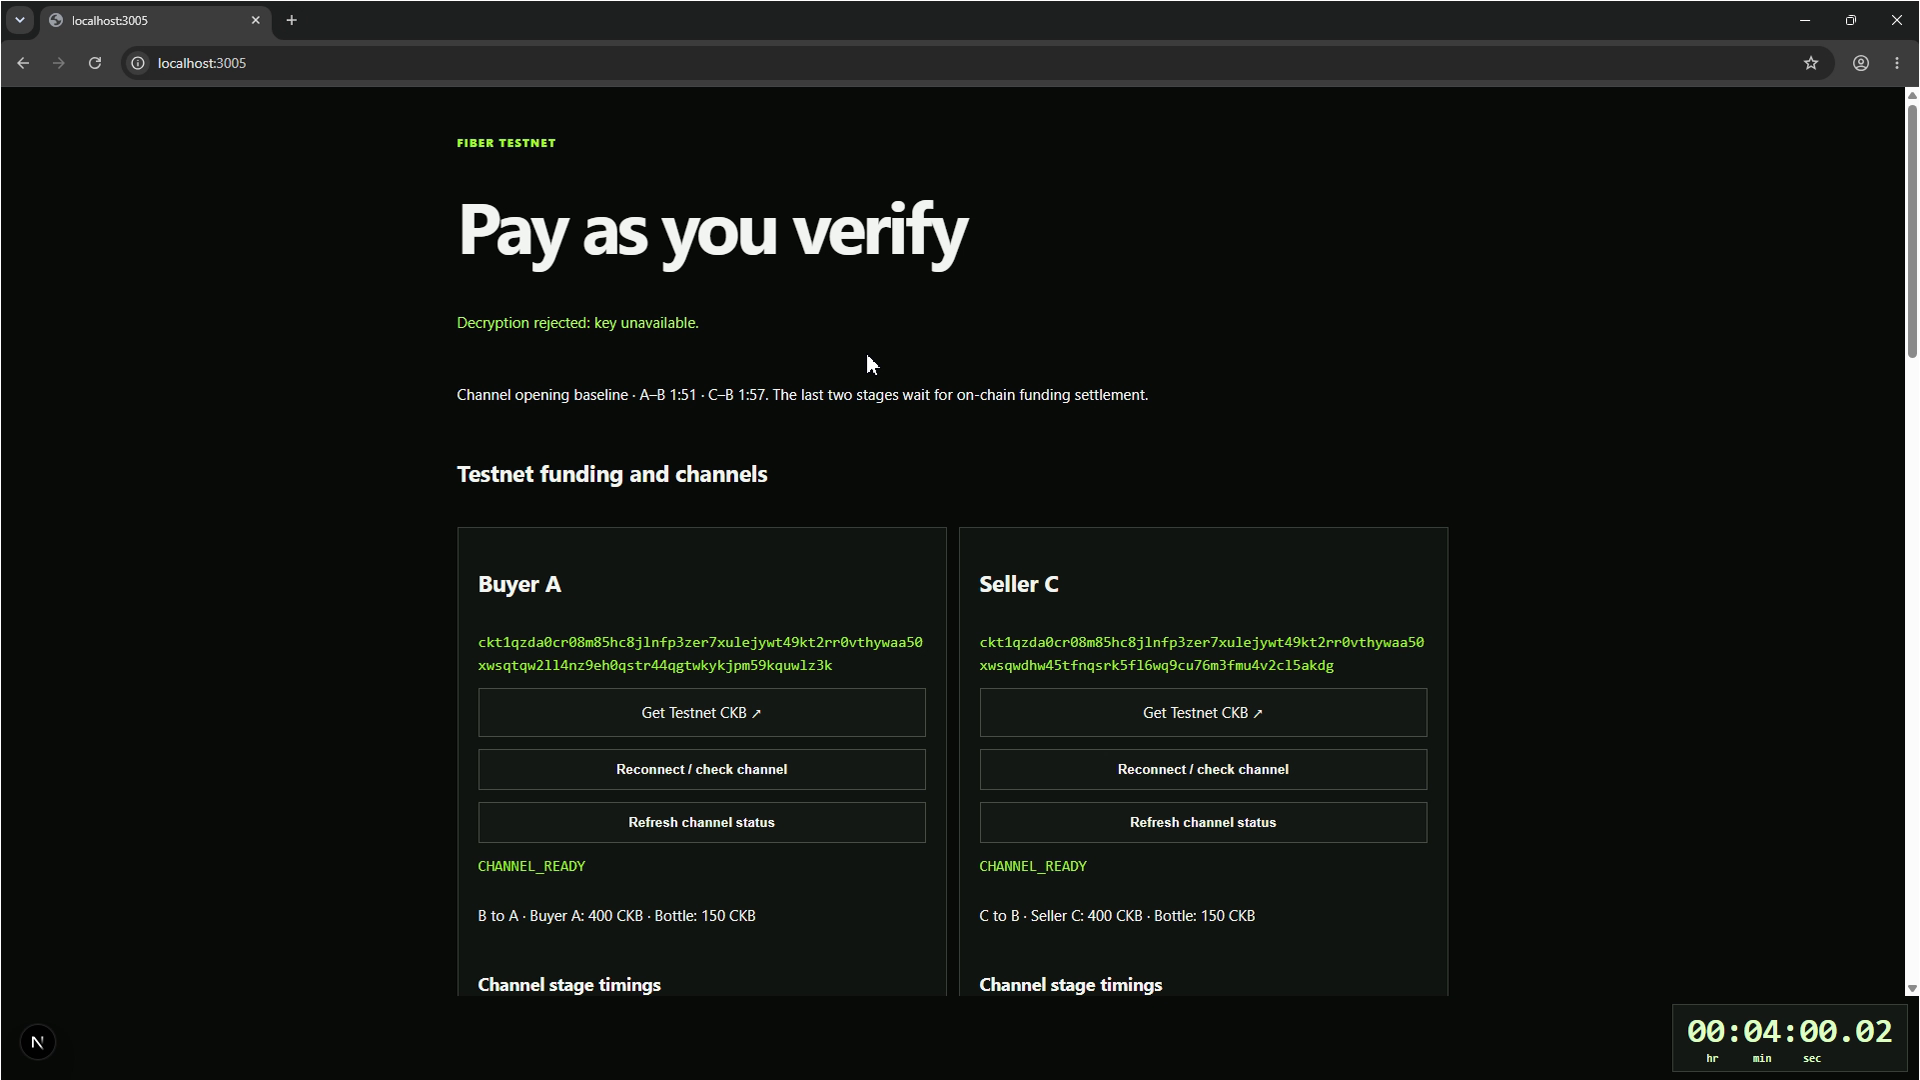 localhost:3005
localhost:3005
FIBER TESTNET
Pay as you verify
Decryption rejected: key unavailable.
Channel opening baseline · A–B 1:51 · C–B 1:57. The last two stages wait for on-chain funding settlement.
Testnet funding and channels
Buyer A
ckt1qzda0cr08m85hc8jlnfp3zer7xulejywt49kt2rr0vthywaa50
xwsqtqw2ll4nz9eh0qstr44qgtwkykjpm59kquwlz3k
Get Testnet CKB ↗
Reconnect / check channel
Refresh channel status
CHANNEL_READY
B to A · Buyer A: 400 CKB · Bottle: 150 CKB
Channel stage timings
Seller C
ckt1qzda0cr08m85hc8jlnfp3zer7xulejywt49kt2rr0vthywaa50
xwsqwdhw45tfnqsrk5fl6wq9cu76m3fmu4v2cl5akdg
Get Testnet CKB ↗
Reconnect / check channel
Refresh channel status
CHANNEL_READY
C to B · Seller C: 400 CKB · Bottle: 150 CKB
Channel stage timings
N
00:04:00.02
hr min sec